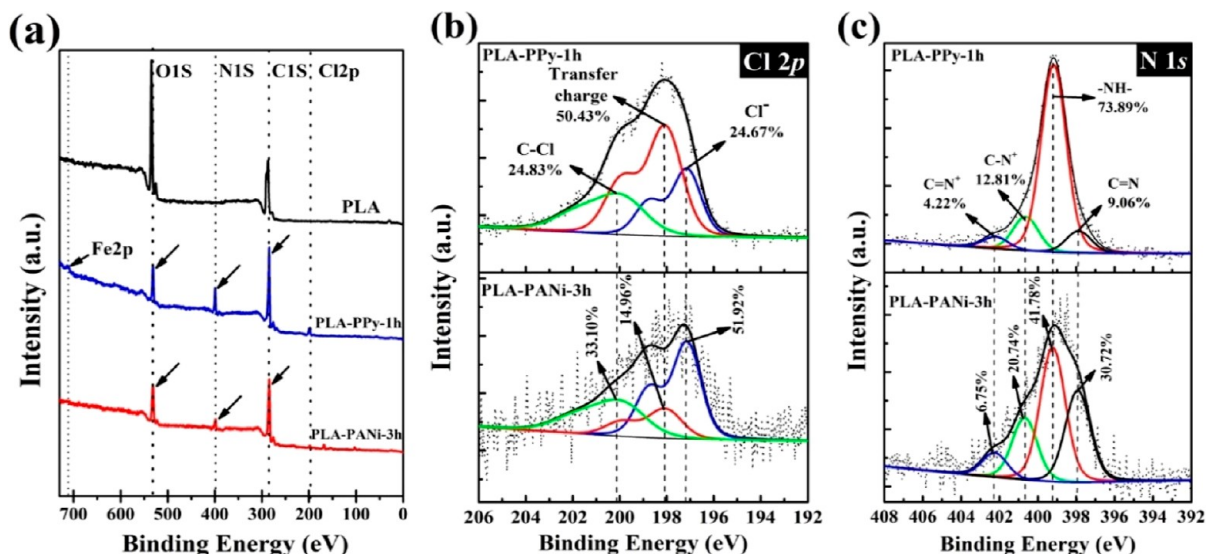 (a)
O1S
N1S
C1S
Cl2p
PLA
Fe2p
PLA-PPy-1h
PLA-PANi-3h
Intensity (a.u.)
700 600 500 400 300 200 100 0
Binding Energy (eV)
(b)
PLA-PPy-1h
Cl 2p
Transfer
charge
50.43%
Cl⁻
24.67%
C-Cl
24.83%
PLA-PANi-3h
33.10%
14.96%
51.92%
Intensity (a.u.)
206 204 202 200 198 196 194 192
Binding Energy (eV)
(c)
PLA-PPy-1h
N 1s
-NH-
73.89%
C-N⁺
12.81%
C=N⁺
4.22%
C=N
9.06%
PLA-PANi-3h
6.75%
20.74%
41.78%
30.72%
Intensity (a.u.)
408 406 404 402 400 398 396 394 392
Binding Energy (eV)